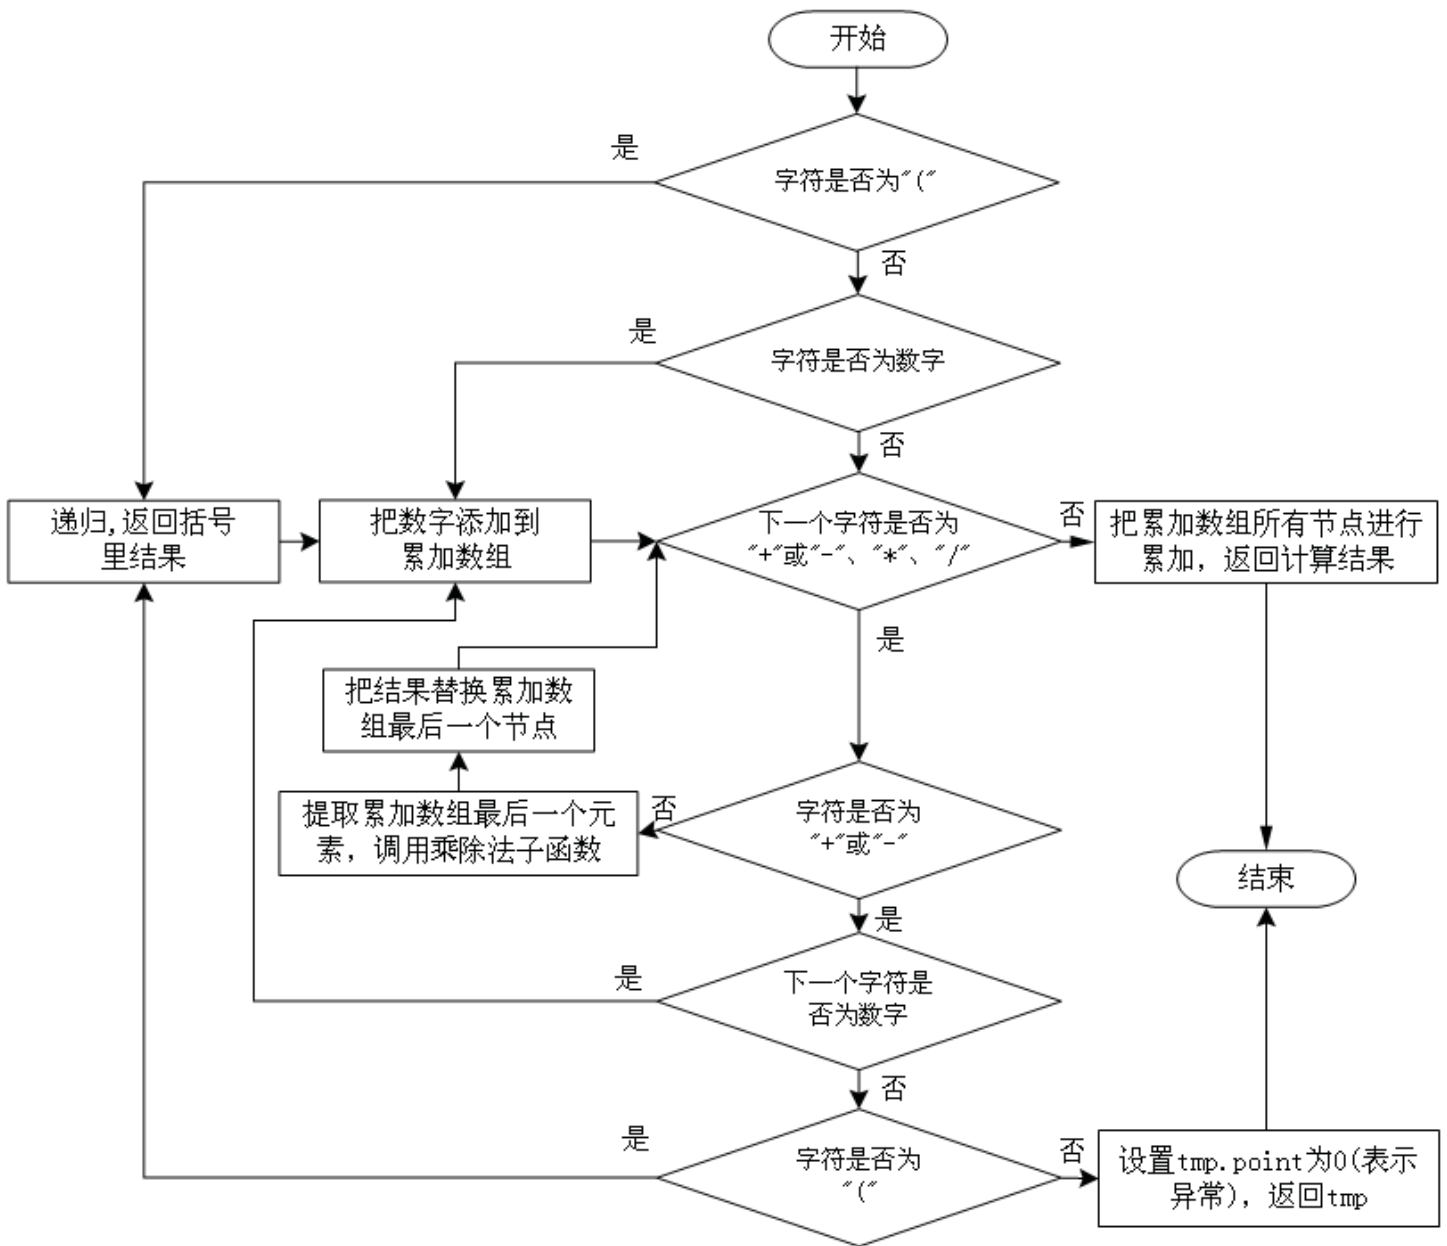 开始
是
字符是否为"("
否
是
字符是否为数字
否
递归,返回括号
里结果
把数字添加到
累加数组
下一个字符是否为
"+"或"-"、"*"、"/"
否
把累加数组所有节点进行
累加，返回计算结果
是
把结果替换累加数
组最后一个节点
提取累加数组最后一个元
素，调用乘除法子函数
否
字符是否为
"+"或"-"
结束
是
是
下一个字符是
否为数字
否
是
字符是否为
"("
否
设置tmp.point为0(表示
异常)，返回tmp